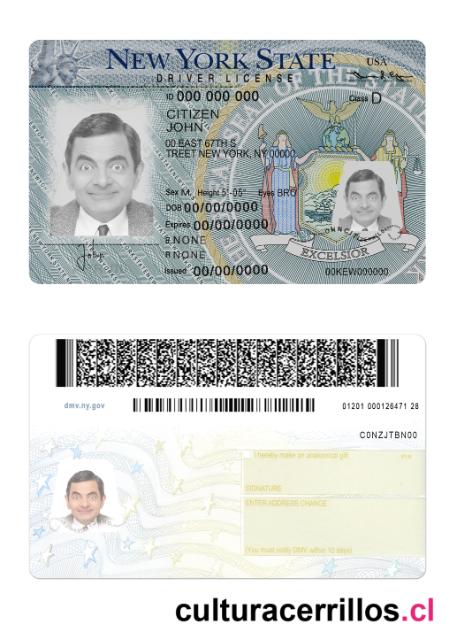 NEW YORK STATE
USA
DRIVER LICENSE
ID 000 000 000
Class D
CITIZEN
JOHN
00 EAST 67TH S
TREET NEW YORK, NY 00000
Sex M, Height 5'-05" Eyes BRO
DOB 00/00/0000
Expires 00/00/0000
E NONE
R NONE
Issued 00/00/0000
EXCELSIOR
00KEW000000
dmv.ny.gov
01201 000126471 28
C0NZJTBN00
I hereby make an anatomical gift
SIGNATURE
ENTER ADDRESS CHANGE
(You must notify DMV within 10 days)
culturacerrillos.cl